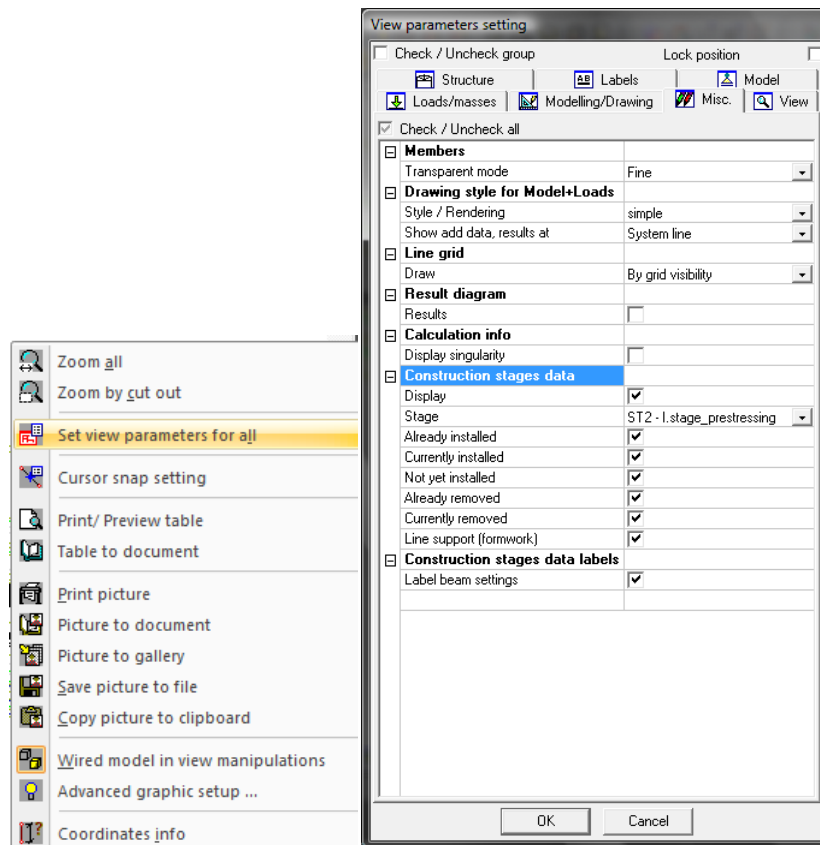 Zoom all
Zoom by cut out
Set view parameters for all
Cursor snap setting
Print/ Preview table
Table to document
Print picture
Picture to document
Picture to gallery
Save picture to file
Copy picture to clipboard
Wired model in view manipulations
Advanced graphic setup ...
Coordinates info
View parameters setting
Check / Uncheck group Lock position
Structure Labels Model
Loads/masses Modelling/Drawing Misc. View
Check / Uncheck all
Members
Transparent mode Fine
Drawing style for Model+Loads
Style / Rendering simple
Show add data, results at System line
Line grid
Draw By grid visibility
Result diagram
Results
Calculation info
Display singularity
Construction stages data
Display
Stage ST2 - I.stage_prestressing
Already installed
Currently installed
Not yet installed
Already removed
Currently removed
Line support (formwork)
Construction stages data labels
Label beam settings
OK Cancel